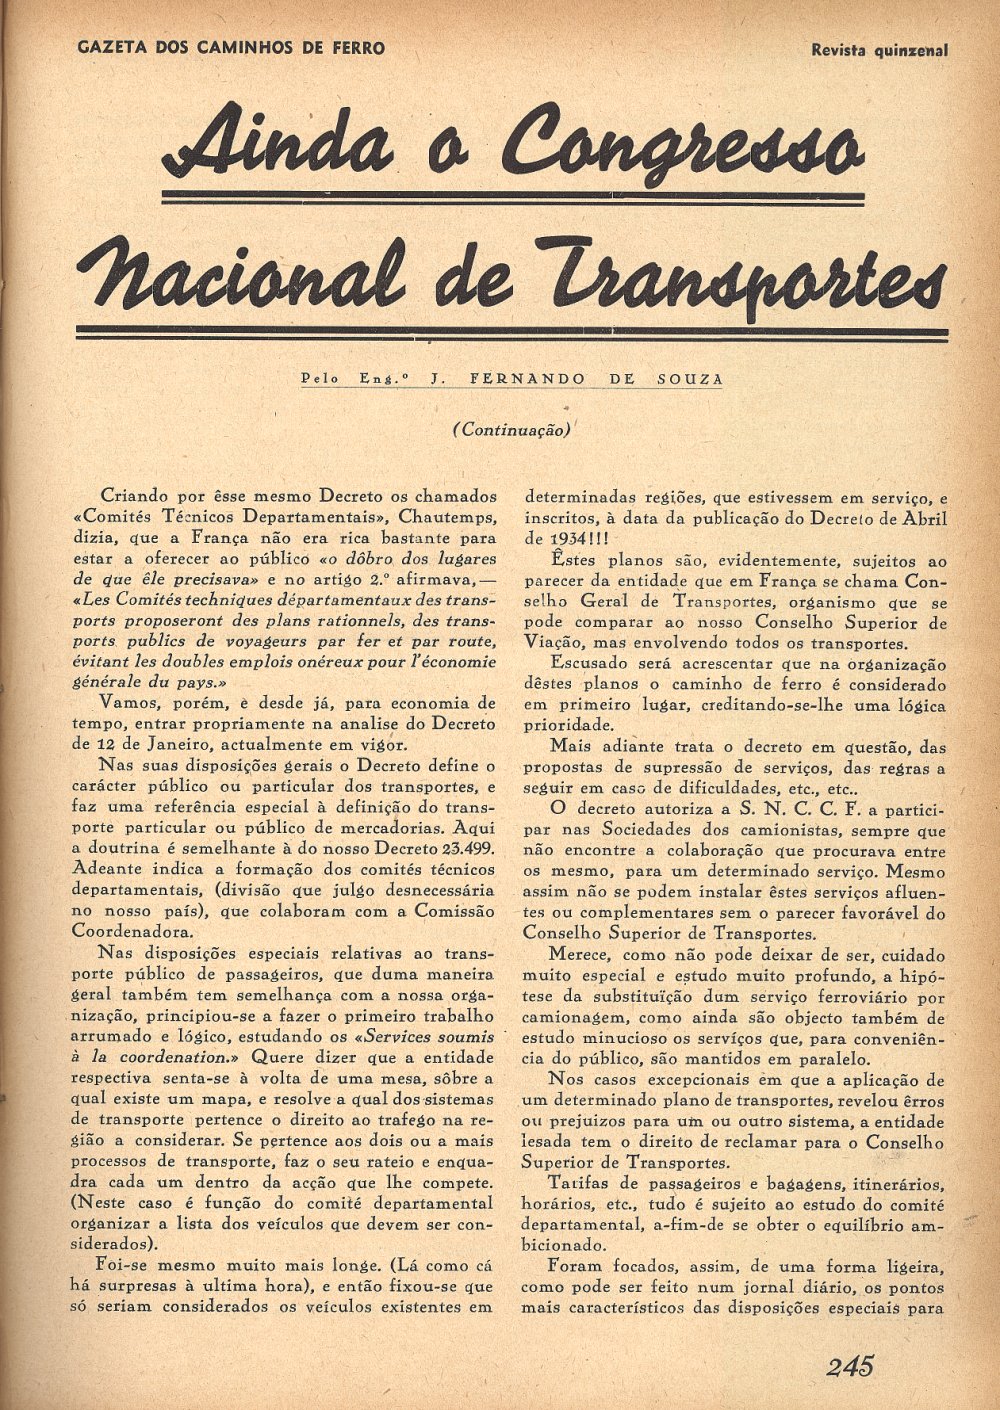 GAZETA DOS CAMINHOS DE FERRO
Revista quinzenal
Ainda o Congresso
Nacional de Transportes
Pelo Eng.º J. FERNANDO DE SOUZA
(Continuação)
Criando por êsse mesmo Decreto os chamados
«Comités Técnicos Departamentais», Chautemps,
dizia, que a França não era rica bastante para
estar a oferecer ao público «o dôbro dos lugares
de que êle precisava» e no artigo 2.º afirmava,—
«Les Comités techniques départamentaux des trans-
ports proposeront des plans rationnels, des trans-
ports publics de voyageurs par fer et par route,
évitant les doubles emplois onéreux pour l'économie
générale du pays.»
Vamos, porém, e desde já, para economia de
tempo, entrar propriamente na analise do Decreto
de 12 de Janeiro, actualmente em vigor.
Nas suas disposições gerais o Decreto define o
carácter público ou particular dos transportes, e
faz uma referência especial à definição do trans-
porte particular ou público de mercadorias. Aqui
a doutrina é semelhante à do nosso Decreto 23.499.
Adeante indica a formação dos comités técnicos
departamentais, (divisão que julgo desnecessária
no nosso país), que colaboram com a Comissão
Coordenadora.
Nas disposições especiais relativas ao trans-
porte público de passageiros, que duma maneira
geral também tem semelhança com a nossa orga-
nização, principiou-se a fazer o primeiro trabalho
arrumado e lógico, estudando os «Services soumis
à la coordenation.» Quere dizer que a entidade
respectiva senta-se à volta de uma mesa, sôbre a
qual existe um mapa, e resolve a qual dos sistemas
de transporte pertence o direito ao trafego na re-
gião a considerar. Se pertence aos dois ou a mais
processos de transporte, faz o seu rateio e enqua-
dra cada um dentro da acção que lhe compete.
(Neste caso é função do comité departamental
organizar a lista dos veículos que devem ser con-
siderados).
Foi-se mesmo muito mais longe. (Lá como cá
há surpresas à ultima hora), e então fixou-se que
só seriam considerados os veículos existentes em
determinadas regiões, que estivessem em serviço, e
inscritos, à data da publicação do Decreto de Abril
de 1934!!!
Êstes planos são, evidentemente, sujeitos ao
parecer da entidade que em França se chama Con-
selho Geral de Transportes, organismo que se
pode comparar ao nosso Conselho Superior de
Viação, mas envolvendo todos os transportes.
Escusado será acrescentar que na organização
dêstes planos o caminho de ferro é considerado
em primeiro lugar, creditando-se-lhe uma lógica
prioridade.
Mais adiante trata o decreto em questão, das
propostas de supressão de serviços, das regras a
seguir em caso de dificuldades, etc., etc..
O decreto autoriza a S. N. C. C. F. a partici-
par nas Sociedades dos camionistas, sempre que
não encontre a colaboração que procurava entre
os mesmo, para um determinado serviço. Mesmo
assim não se podem instalar êstes serviços afluen-
tes ou complementares sem o parecer favorável do
Conselho Superior de Transportes.
Merece, como não pode deixar de ser, cuidado
muito especial e estudo muito profundo, a hipó-
tese da substituïção dum serviço ferroviário por
camionagem, como ainda são objecto também de
estudo minucioso os serviços que, para conveniên-
cia do público, são mantidos em paralelo.
Nos casos excepcionais em que a aplicação de
um determinado plano de transportes, revelou êrros
ou prejuizos para um ou outro sistema, a entidade
lesada tem o direito de reclamar para o Conselho
Superior de Transportes.
Tarifas de passageiros e bagagens, itinerários,
horários, etc., tudo é sujeito ao estudo do comité
departamental, a-fim-de se obter o equilíbrio am-
bicionado.
Foram focados, assim, de uma forma ligeira,
como pode ser feito num jornal diário, os pontos
mais característicos das disposições especiais para
245